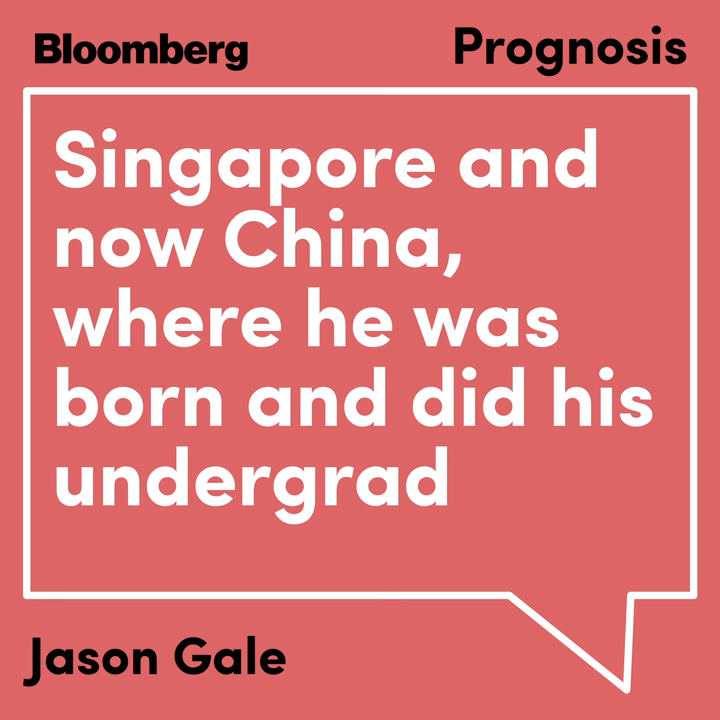 Bloomberg
Prognosis
Singapore and
now China,
where he was
born and did his
undergrad
Jason Gale